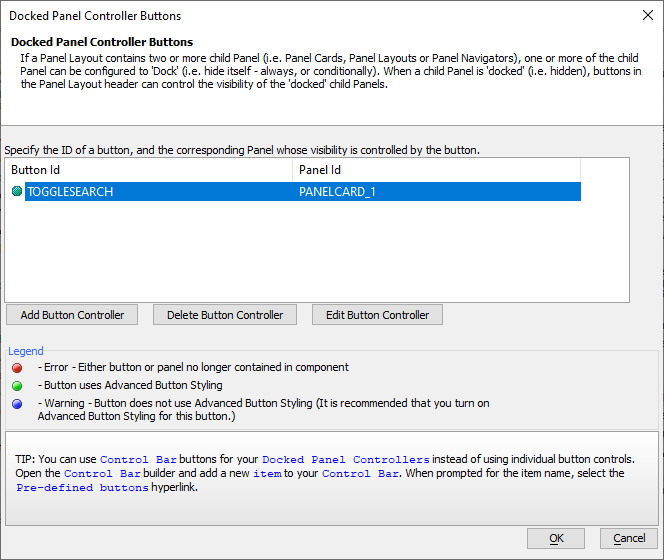 Docked Panel Controller Buttons
Docked Panel Controller Buttons
If a Panel Layout contains two or more child Panel (i.e. Panel Cards, Panel Layouts or Panel Navigators), one or more of the child
Panel can be configured to 'Dock' (i.e. hide itself - always, or conditionally). When a child Panel is 'docked' (i.e. hidden), buttons in
the Panel Layout header can control the visibility of the 'docked' child Panels.
Specify the ID of a button, and the corresponding Panel whose visibility is controlled by the button.
Button Id Panel Id
TOGGLESEARCH PANELCARD_1
Add Button Controller Delete Button Controller Edit Button Controller
Legend
- Error - Either button or panel no longer contained in component
- Button uses Advanced Button Styling
- Warning - Button does not use Advanced Button Styling (It is recommended that you turn on
Advanced Button Styling for this button.)
TIP: You can use Control Bar buttons for your Docked Panel Controllers instead of using individual button controls.
Open the Control Bar builder and add a new item to your Control Bar. When prompted for the item name, select the
Pre-defined buttons hyperlink.
OK Cancel